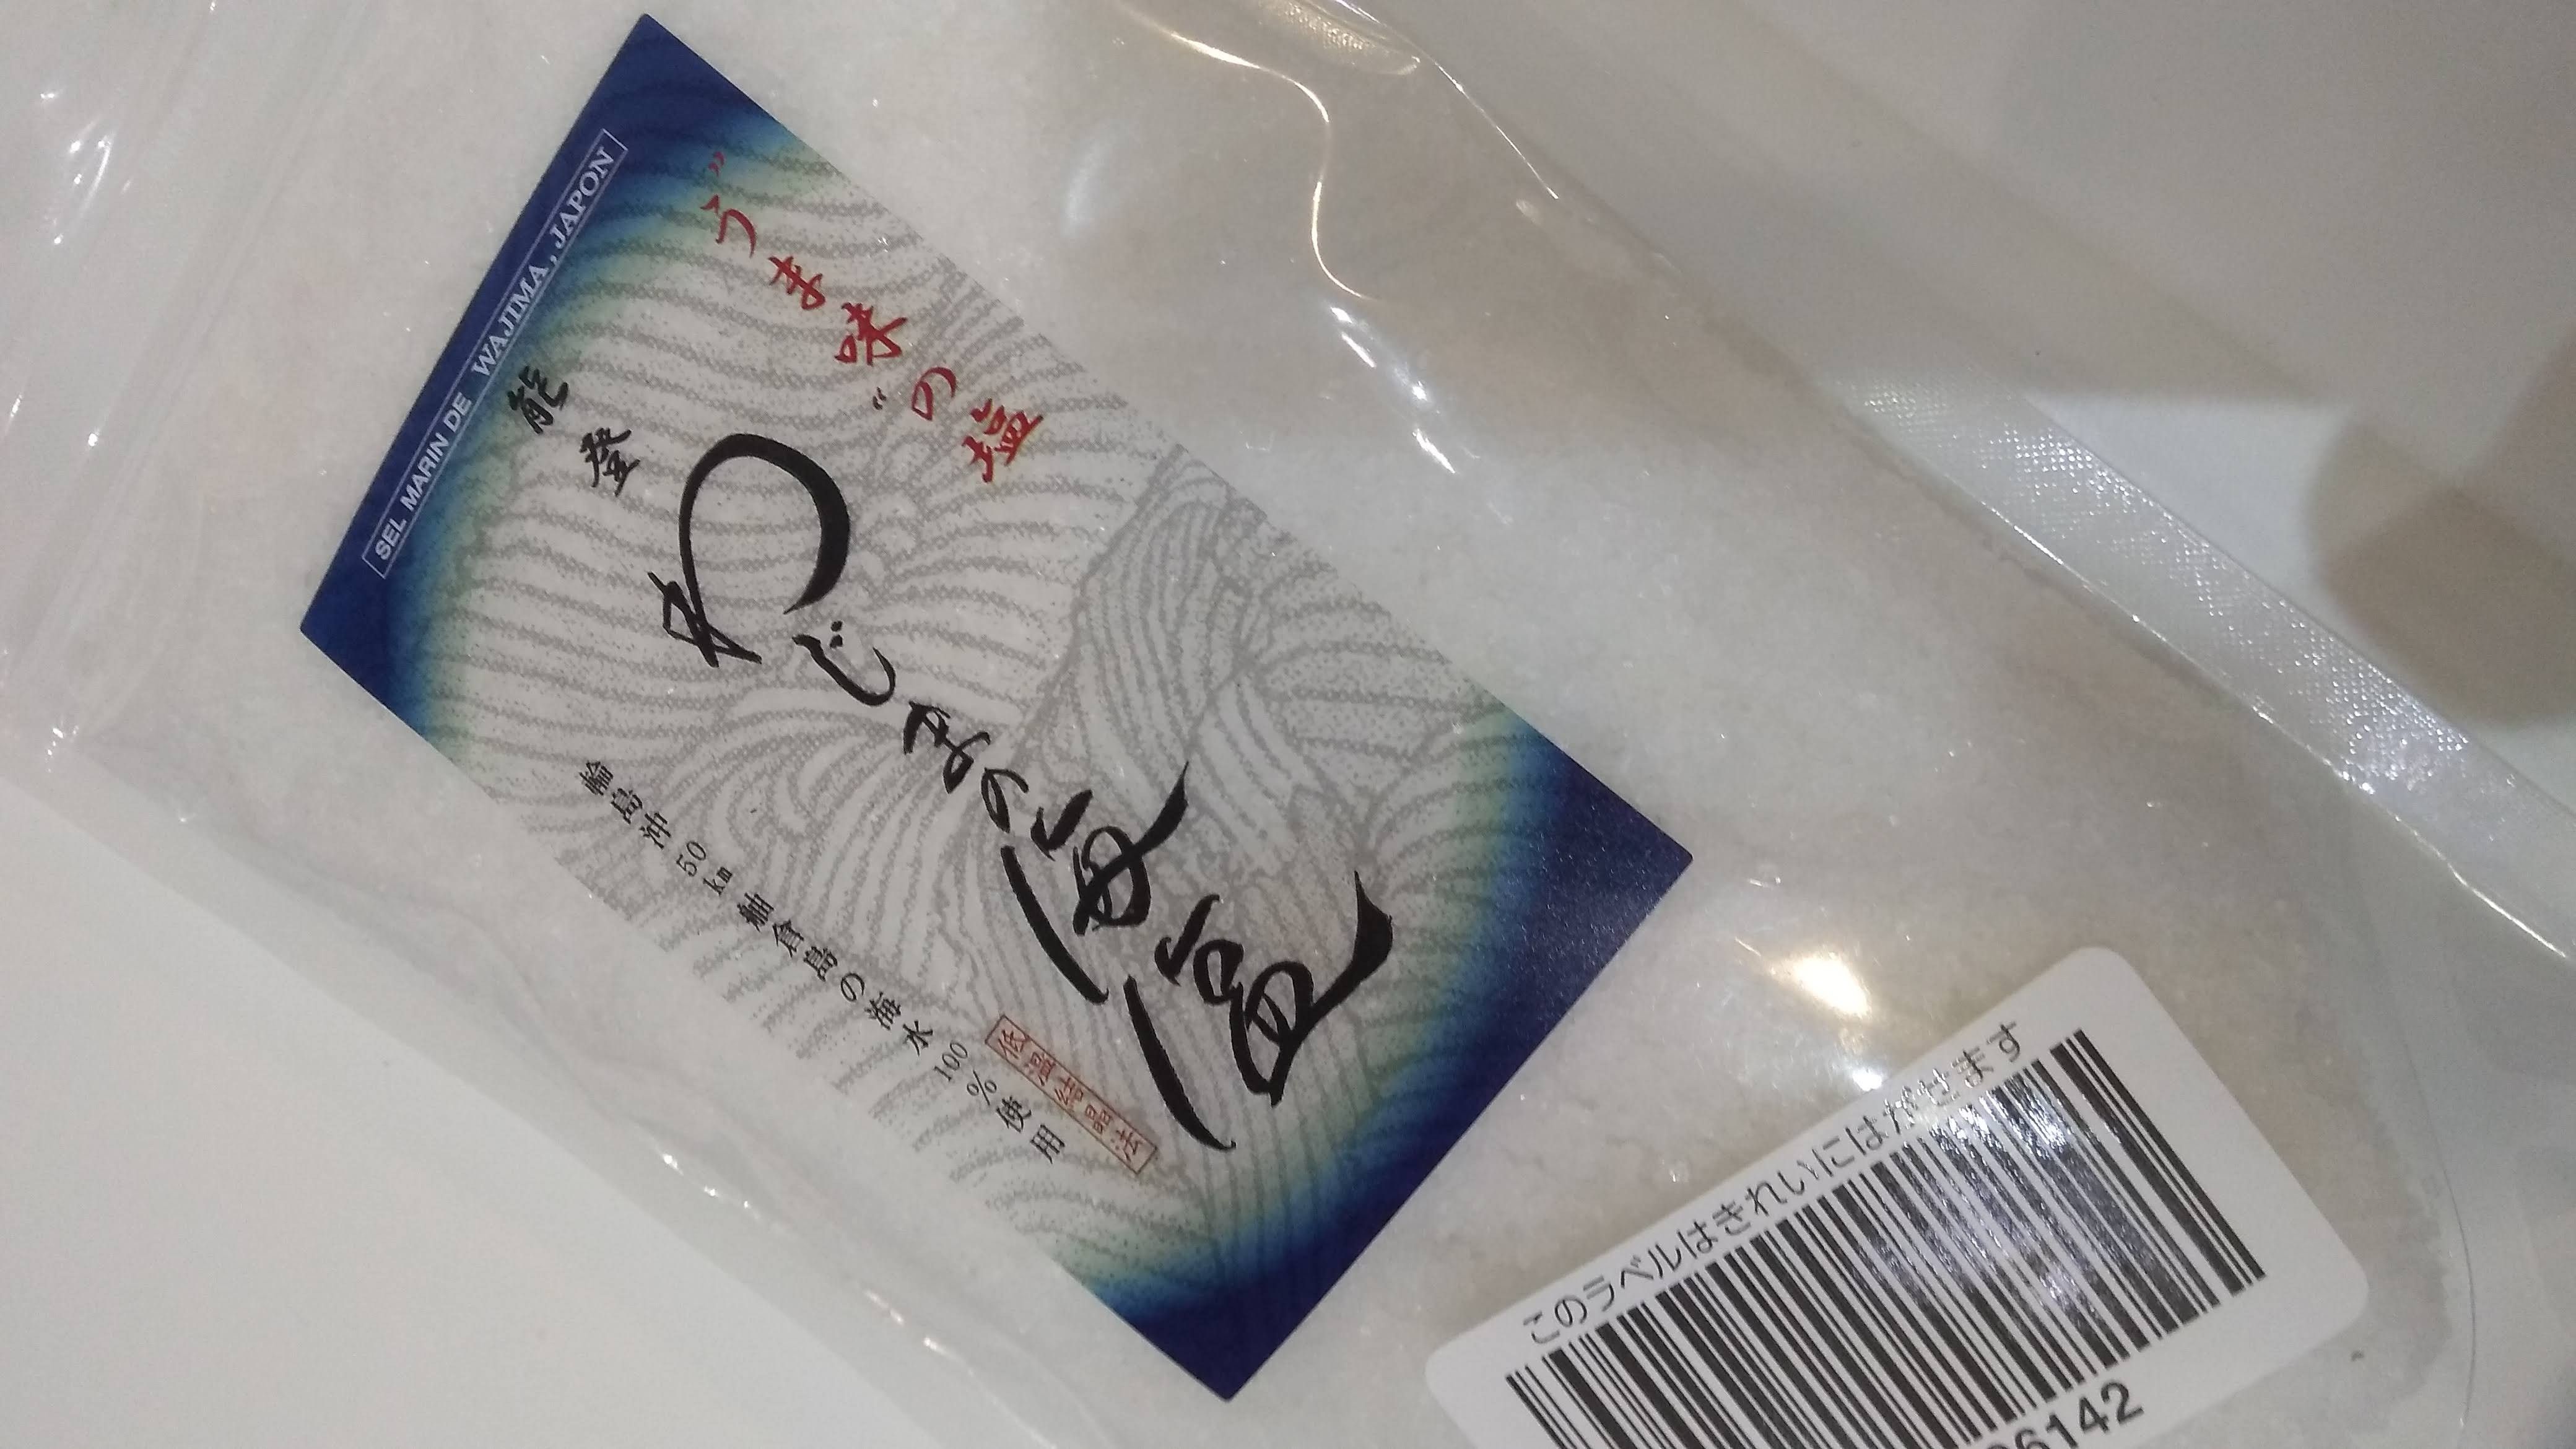 SEL MARIN DE WAJIMA, JAPON
"うま味"の塩
能登
わじまの海塩
輪島沖50km舳倉島の海水100%使用
低温結晶法
このラベルはきれいにはがせます
6142